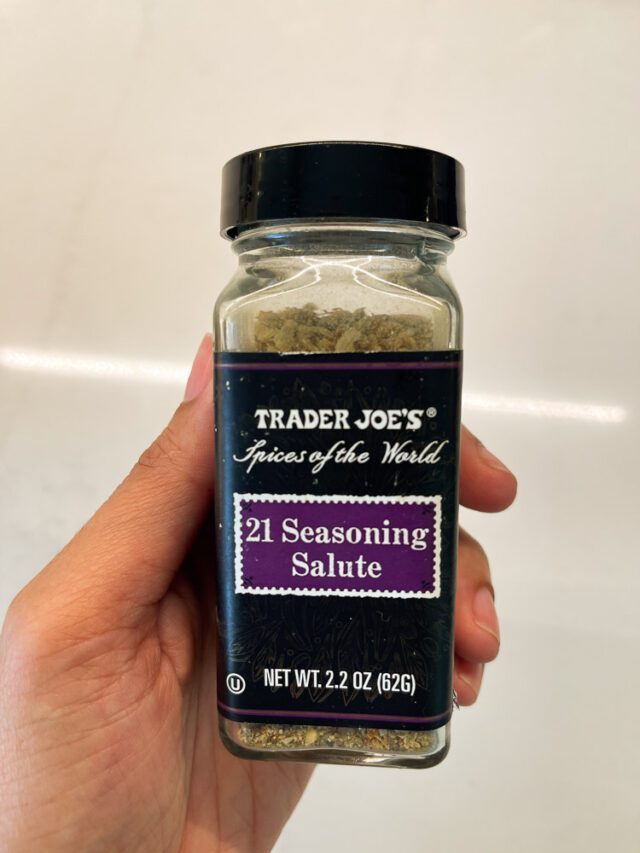 TRADER JOE'S®
Spices of the World
21 Seasoning
Salute
U
NET WT. 2.2 OZ (62G)